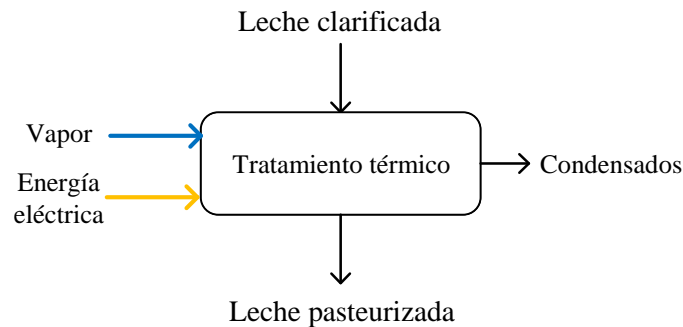 Leche clarificada
Vapor
Tratamiento térmico
Condensados
Energía
eléctrica
Leche pasteurizada